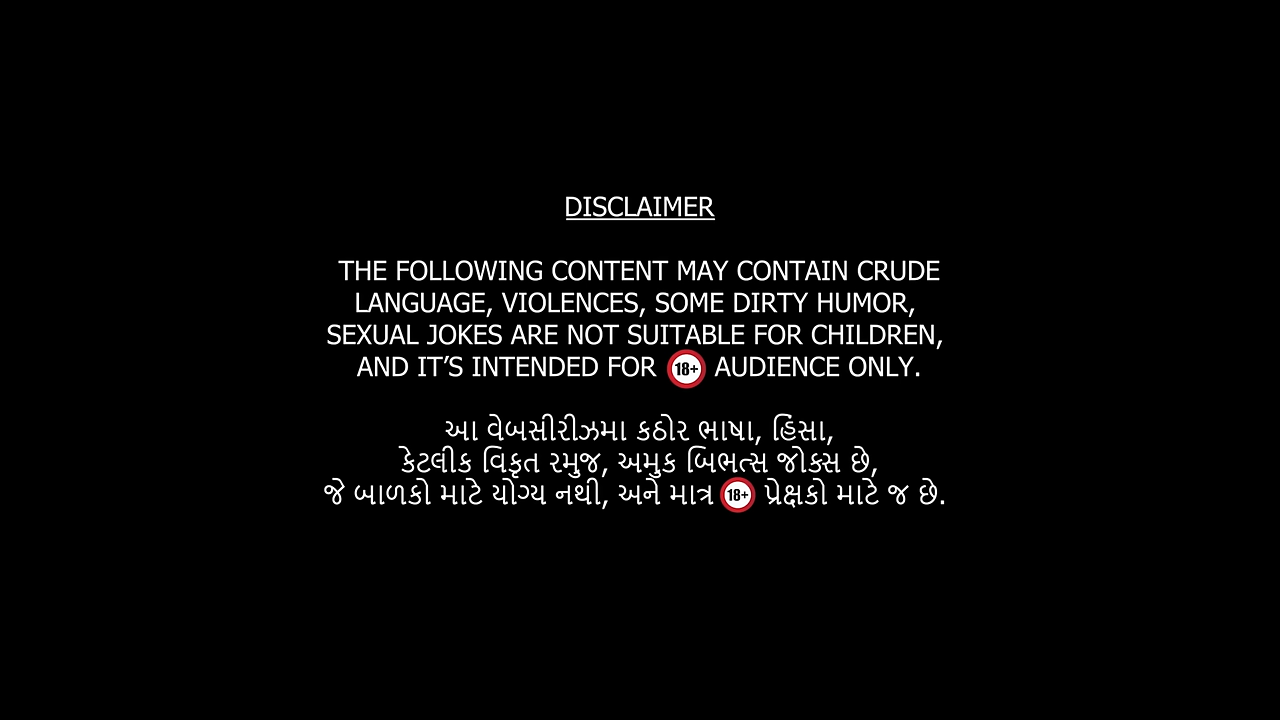 DISCLAIMER
THE FOLLOWING CONTENT MAY CONTAIN CRUDE
LANGUAGE, VIOLENCES, SOME DIRTY HUMOR,
SEXUAL JOKES ARE NOT SUITABLE FOR CHILDREN,
AND IT'S INTENDED FOR 18+ AUDIENCE ONLY.
આ વેબસીરીઝમા કઠોર ભાષા, હિંસા,
કેટલીક વિકૃત રમુજ, અમુક બિભત્સ જોક્સ છે,
જે બાળકો માટે યોગ્ય નથી, અને માત્ર 18+ પ્રેક્ષકો માટે જ છે.